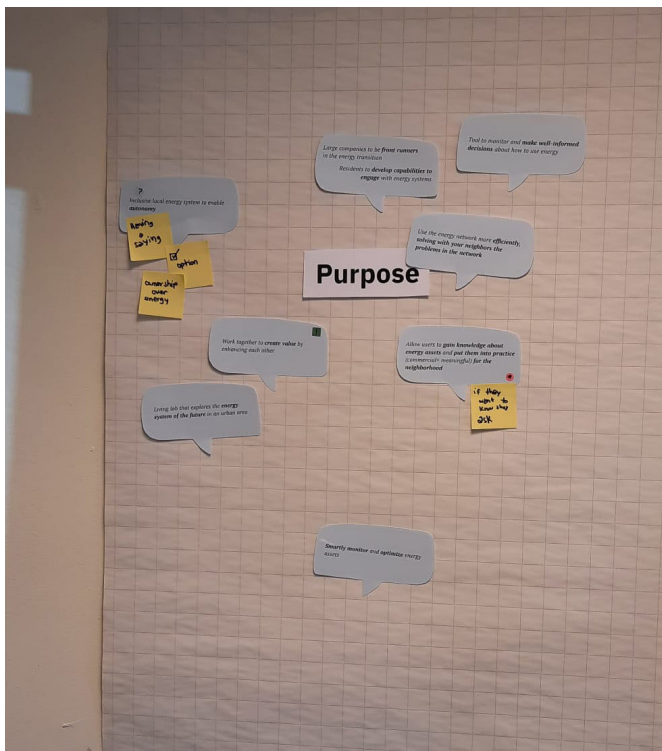 Large companies to be front runners
in the energy transition
Residents to develop capabilities to
engage with energy systems
Tool to monitor and make well-informed
decisions about how to use energy
?
Inclusive local energy system to enable
autonomy
Having
a
saying
option
ownership
over
energy
Use the energy network more efficiently,
solving with your neighbors the
problems in the network
Purpose
!
Work together to create value by
enhancing each other
Allow users to gain knowledge about
energy assets and put them into practice
(commercial+ meaningful) for the
neighborhood
if they
want to
know they
ask
Living lab that explores the energy
system of the future in an urban area
Smartly monitor and optimize energy
assets